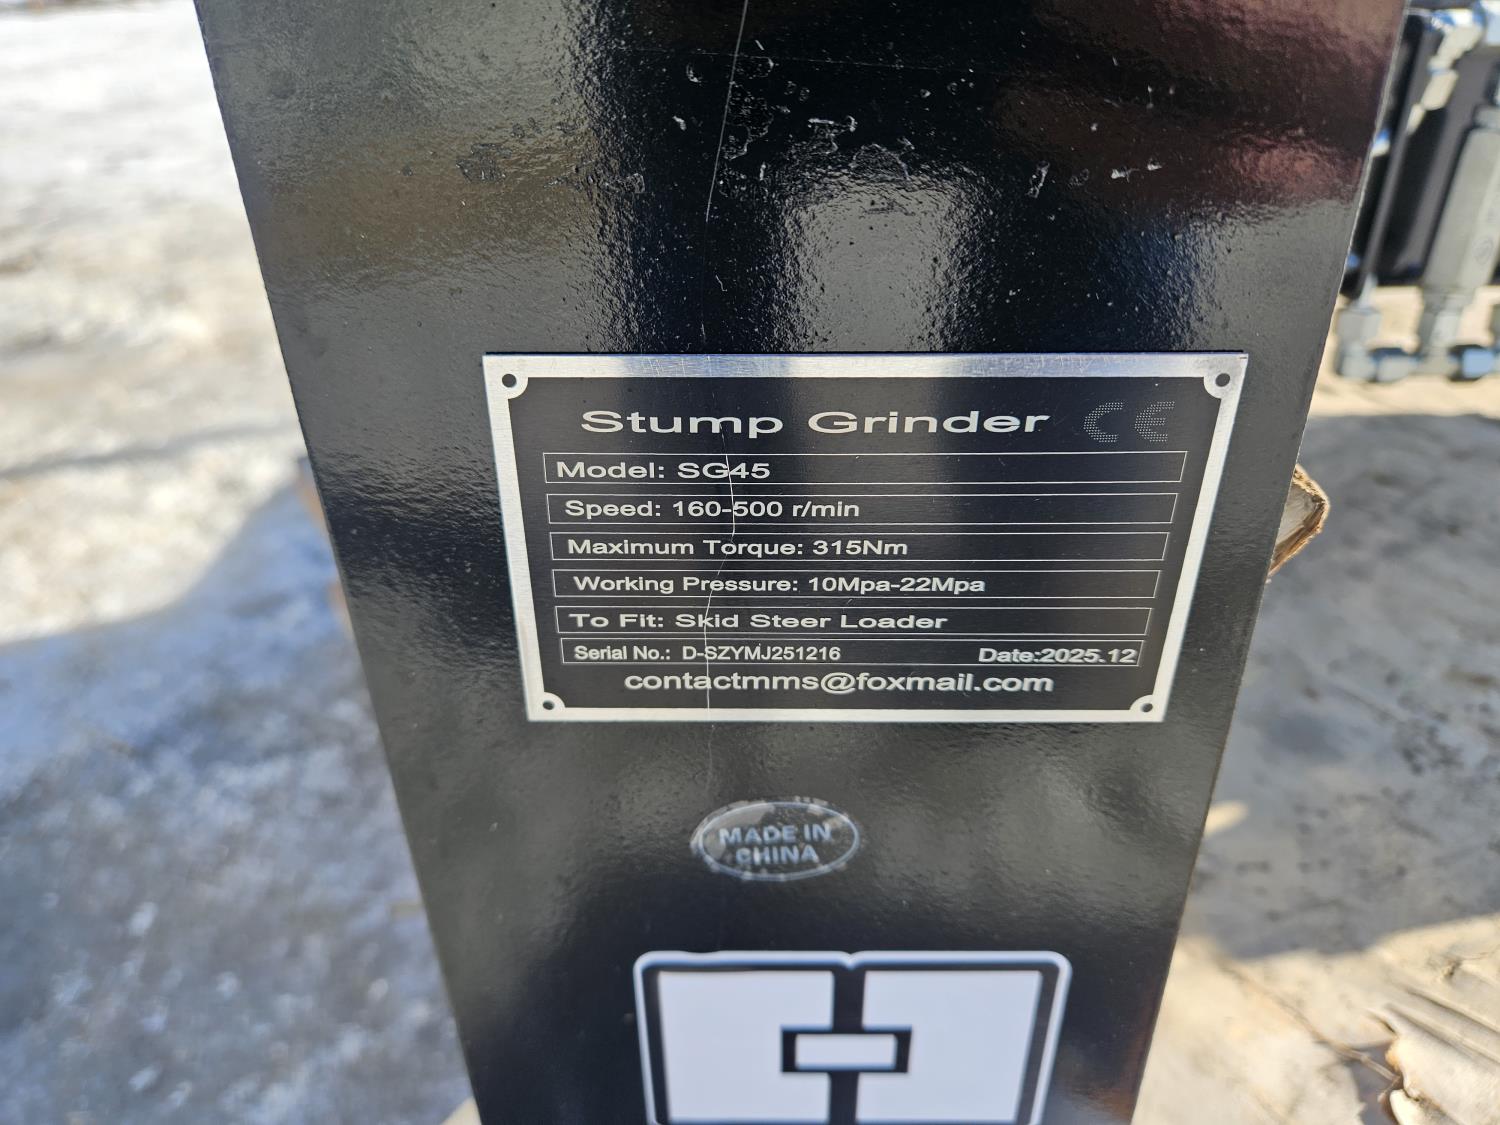 Stump Grinder CE
Model: SG45
Speed: 160-500 r/min
Maximum Torque: 315Nm
Working Pressure: 10Mpa-22Mpa
To Fit: Skid Steer Loader
Serial No.: D-SZYMJ251216 Date:2025.12
contactmms@foxmail.com
MADE IN
CHINA